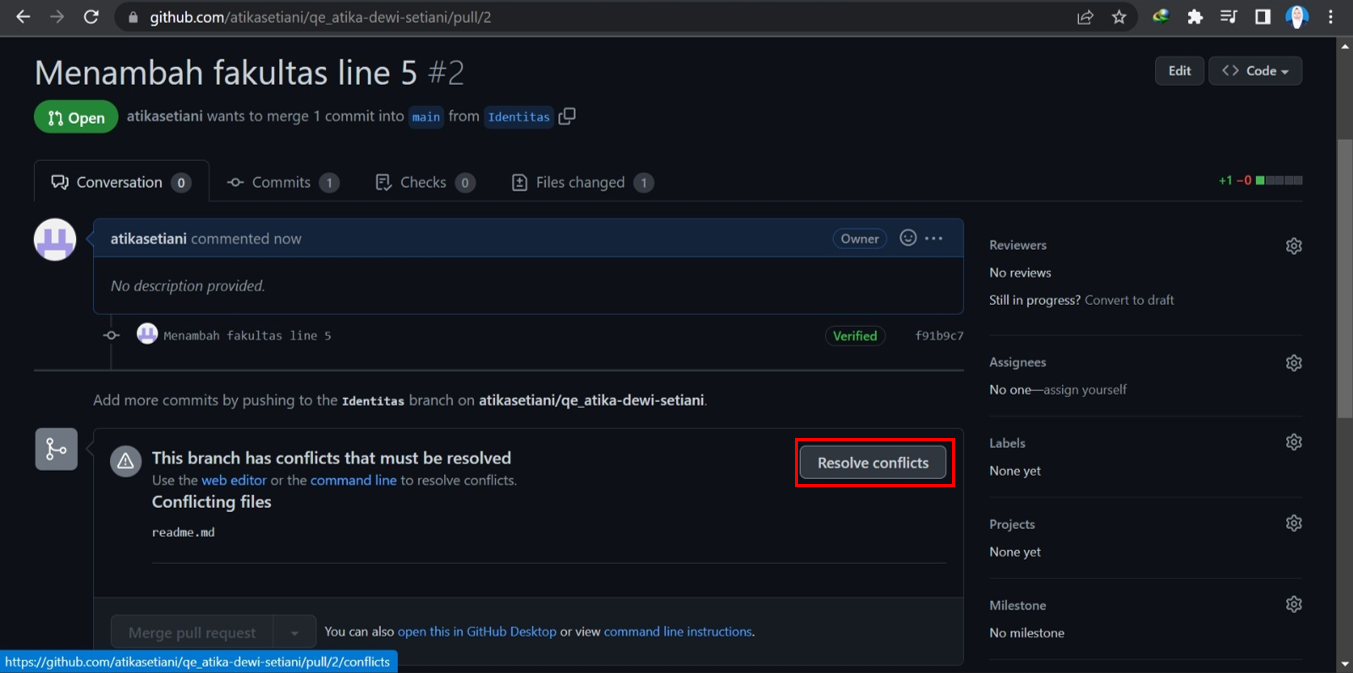 github.com/atikasetiani/qe_atika-dewi-setiani/pull/2
Menambah fakultas line 5 #2
Edit
<> Code
Open
atikasetiani wants to merge 1 commit into main from Identitas
Conversation 0
Commits 1
Checks 0
Files changed 1
+1 −0
atikasetiani commented now
Owner
No description provided.
Menambah fakultas line 5
Verified
f91b9c7
Add more commits by pushing to the Identitas branch on atikasetiani/qe_atika-dewi-setiani.
This branch has conflicts that must be resolved
Use the web editor or the command line to resolve conflicts.
Resolve conflicts
Conflicting files
readme.md
Merge pull request
You can also open this in GitHub Desktop or view command line instructions.
Reviewers
No reviews
Still in progress? Convert to draft
Assignees
No one—assign yourself
Labels
None yet
Projects
None yet
Milestone
No milestone
https://github.com/atikasetiani/qe_atika-dewi-setiani/pull/2/conflicts